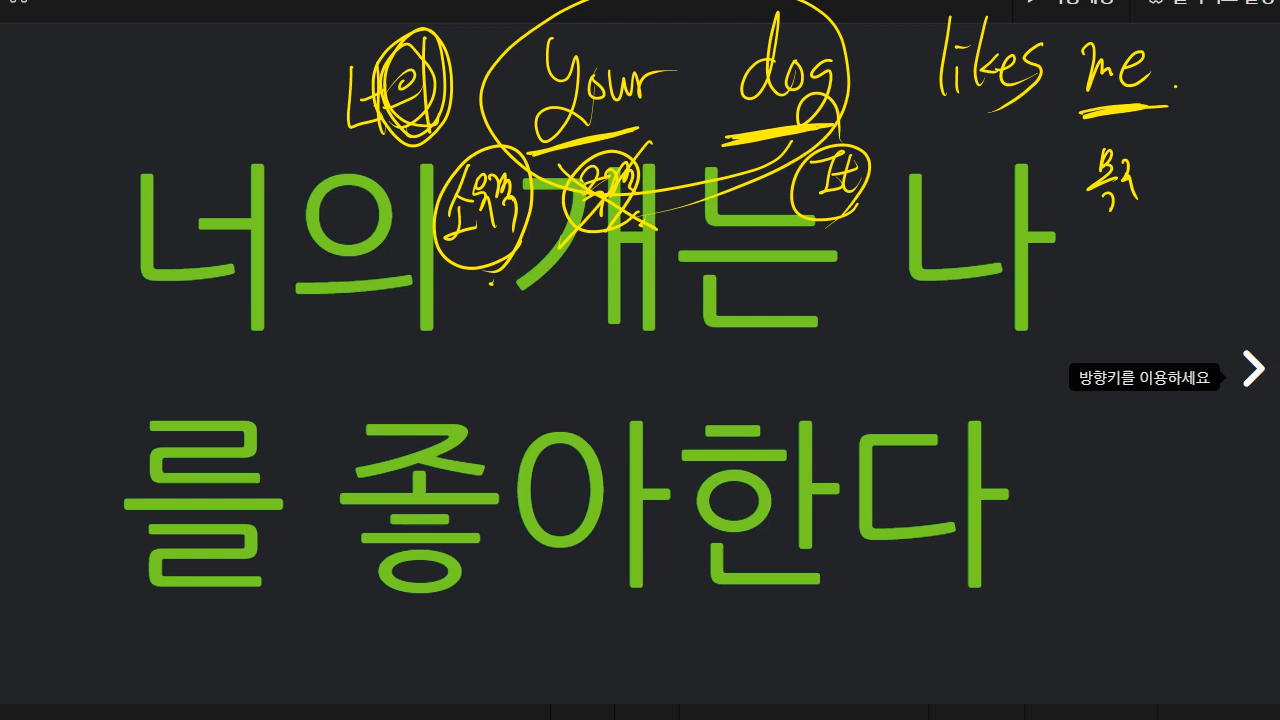 너의 your dog likes me.
소유격 It 목적
너의 개는 나
방향키를 이용하세요
를 좋아한다